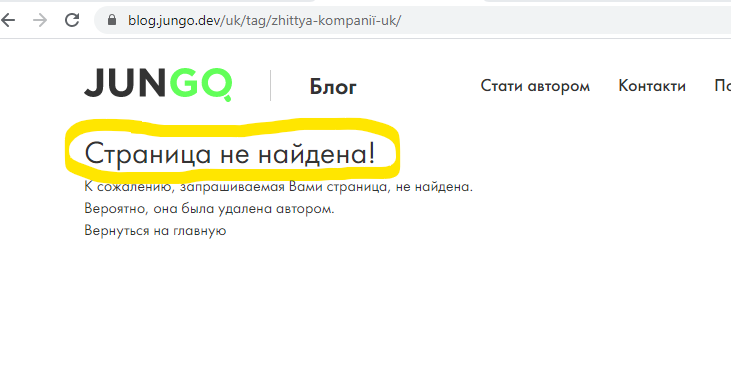 blog.jungo.dev/uk/tag/zhittya-kompanії-uk/
JUNGO Блог Стати автором Контакти
Страница не найдена!
К сожалению, запрашиваемая Вами страница, не найдена.
Вероятно, она была удалена автором.
Вернуться на главную